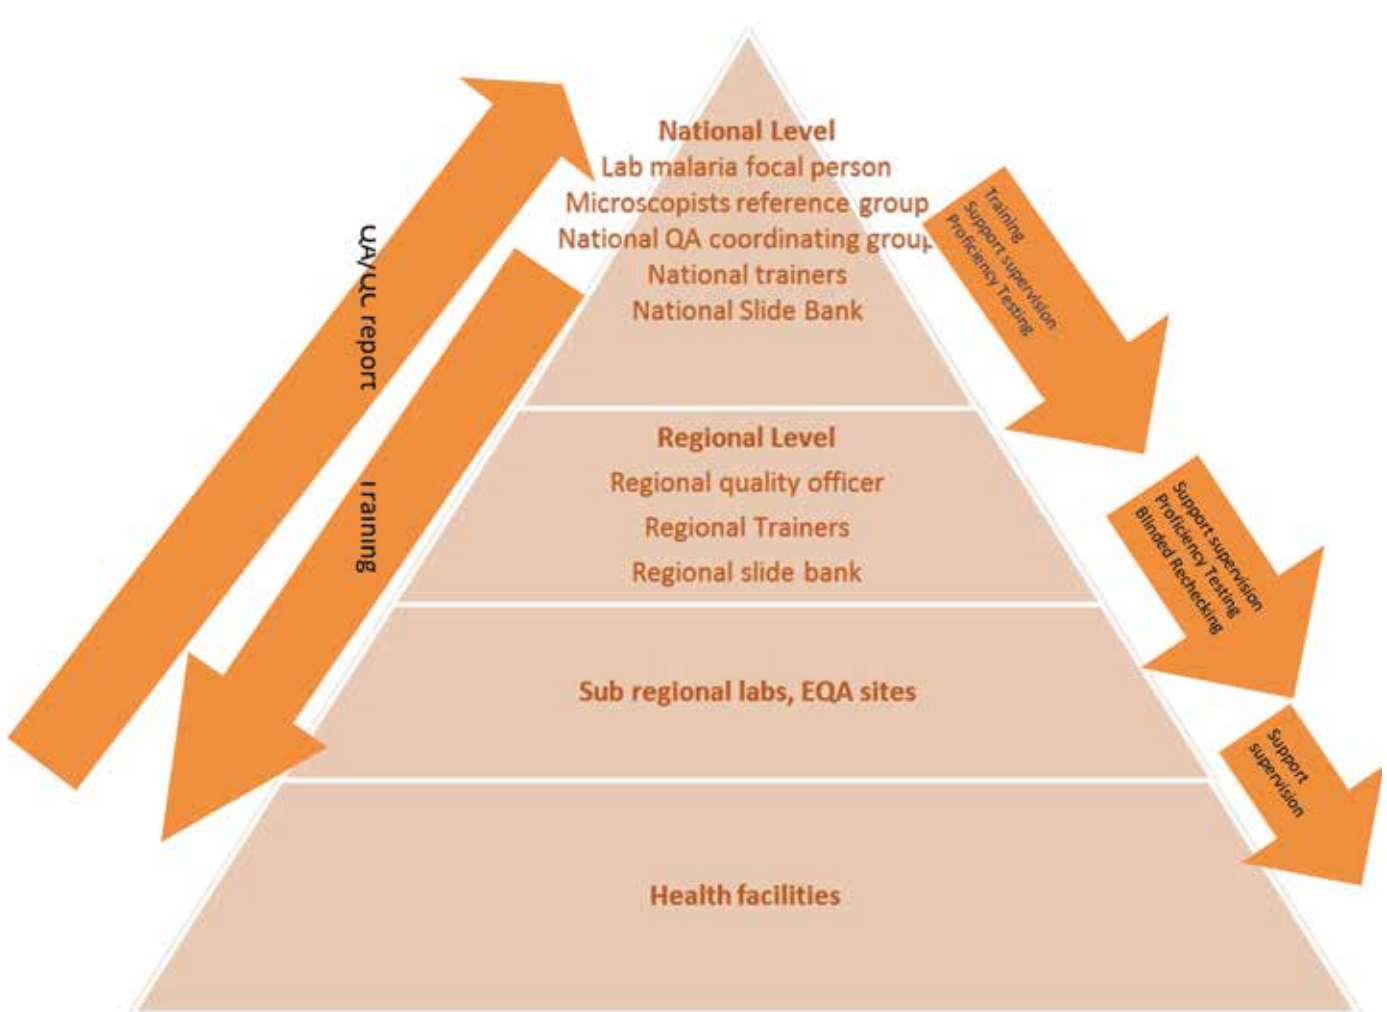 National Level
Lab malaria focal person
Microscopists reference group
National QA coordinating group
National trainers
National Slide Bank
Regional Level
Regional quality officer
Regional Trainers
Regional slide bank
Sub regional labs, EQA sites
Health facilities
QA/QC report
Training
Training
Support supervision
Proficiency Testing
Support supervision
Proficiency Testing
Blinded Rechecking
Support
supervision